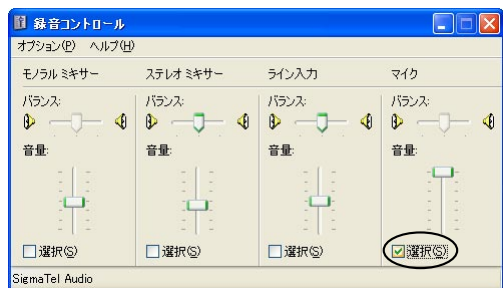 録音コントロール
オプション(P) ヘルプ(H)
モノラル ミキサー ステレオ ミキサー ライン入力 マイク
バランス: バランス: バランス: バランス:
音量: 音量: 音量: 音量:
選択(S) 選択(S) 選択(S) 選択(S)
SigmaTel Audio